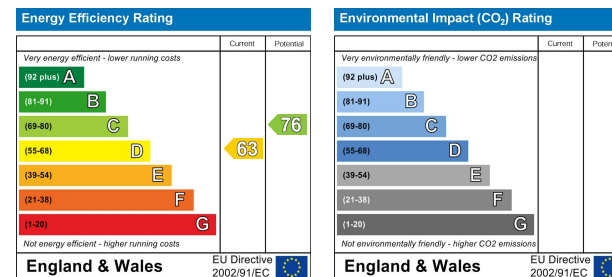 Energy Efficiency Rating
Current Potential
Very energy efficient - lower running costs
(92 plus) A
(81-91) B
(69-80) C
76
(55-68) D
63
(39-54) E
(21-38) F
(1-20) G
Not energy efficient - higher running costs
England & Wales
EU Directive
2002/91/EC
Environmental Impact (CO₂) Rating
Current Poten
Very environmentally friendly - lower CO2 emissions
(92 plus) A
(81-91) B
(69-80) C
(55-68) D
(39-54) E
(21-38) F
(1-20) G
Not environmentally friendly - higher CO2 emissions
England & Wales
EU Directive
2002/91/EC